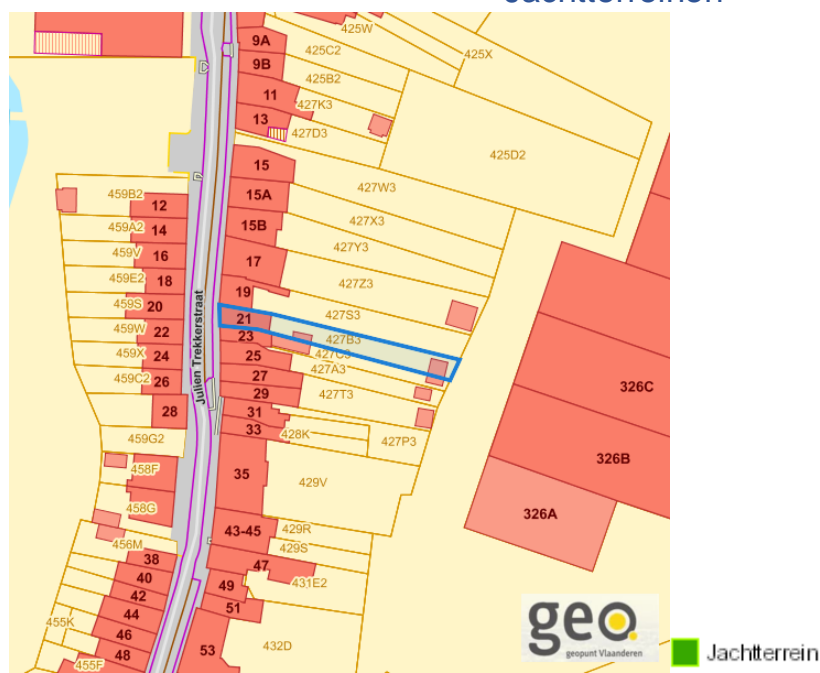 Jachtterreinen
425W
9A
425X
425C2
9B
425B2
11
427K3
13
427D3
425D2
15
427W3
459B2
12
15A
427X3
459A2
14
15B
427Y3
459V
16
17
459E2
18
427Z3
19
459S
20
427S3
21
459W
22
23
427B3
459X
24
25
427C3
427A3
459C2
26
27
326C
29
427T3
28
31
33
428K
459G2
427P3
326B
458F
35
429V
458G
326A
43-45
429R
456M
429S
38
47
40
49
431E2
42
51
44
455K
46
53
432D
48
455F
Julien Trekkerstraat
geo
geopunt Vlaanderen
Jachtterrein